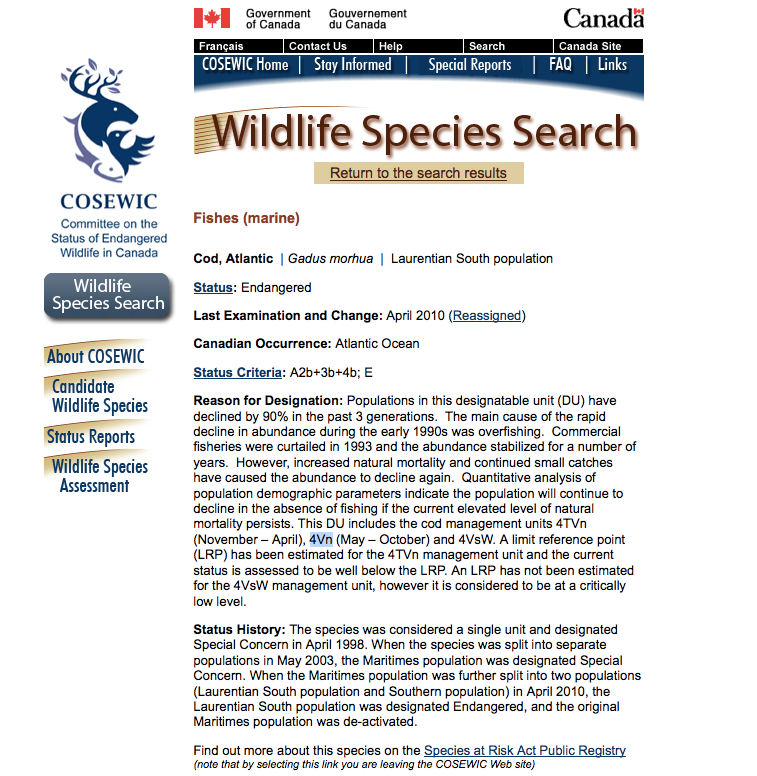 Government of Canada
Gouvernement du Canada
Canada
Français
Contact Us
Help
Search
Canada Site
COSEWIC Home | Stay Informed | Special Reports | FAQ | Links
Wildlife Species Search
Return to the search results
COSEWIC
Committee on the
Status of Endangered
Wildlife in Canada
Wildlife
Species Search
About COSEWIC
Candidate
Wildlife Species
Status Reports
Wildlife Species
Assessment
Fishes (marine)
Cod, Atlantic | Gadus morhua | Laurentian South population
Status: Endangered
Last Examination and Change: April 2010 (Reassigned)
Canadian Occurrence: Atlantic Ocean
Status Criteria: A2b+3b+4b; E
Reason for Designation: Populations in this designatable unit (DU) have
declined by 90% in the past 3 generations. The main cause of the rapid
decline in abundance during the early 1990s was overfishing. Commercial
fisheries were curtailed in 1993 and the abundance stabilized for a number of
years. However, increased natural mortality and continued small catches
have caused the abundance to decline again. Quantitative analysis of
population demographic parameters indicate the population will continue to
decline in the absence of fishing if the current elevated level of natural
mortality persists. This DU includes the cod management units 4TVn
(November – April), 4Vn (May – October) and 4VsW. A limit reference point
(LRP) has been estimated for the 4TVn management unit and the current
status is assessed to be well below the LRP. An LRP has not been estimated
for the 4VsW management unit, however it is considered to be at a critically
low level.
Status History: The species was considered a single unit and designated
Special Concern in April 1998. When the species was split into separate
populations in May 2003, the Maritimes population was designated Special
Concern. When the Maritimes population was further split into two populations
(Laurentian South population and Southern population) in April 2010, the
Laurentian South population was designated Endangered, and the original
Maritimes population was de-activated.
Find out more about this species on the Species at Risk Act Public Registry
(note that by selecting this link you are leaving the COSEWIC Web site)